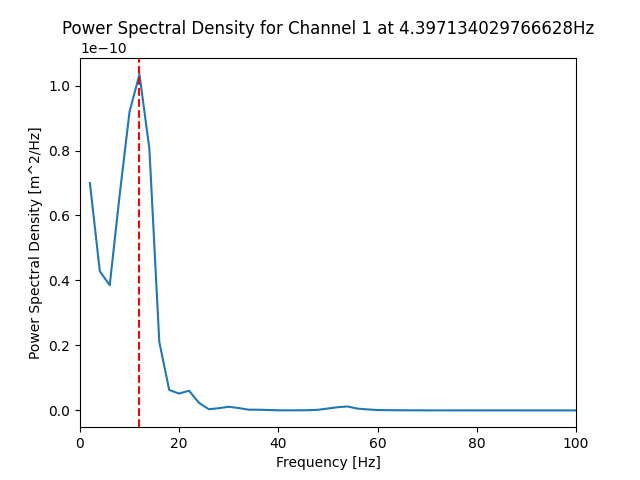 Power Spectral Density for Channel 1 at 4.397134029766628Hz
1e−10
1.0
0.8
0.6
0.4
0.2
0.0
Power Spectral Density [m^2/Hz]
0 20 40 60 80 100
Frequency [Hz]